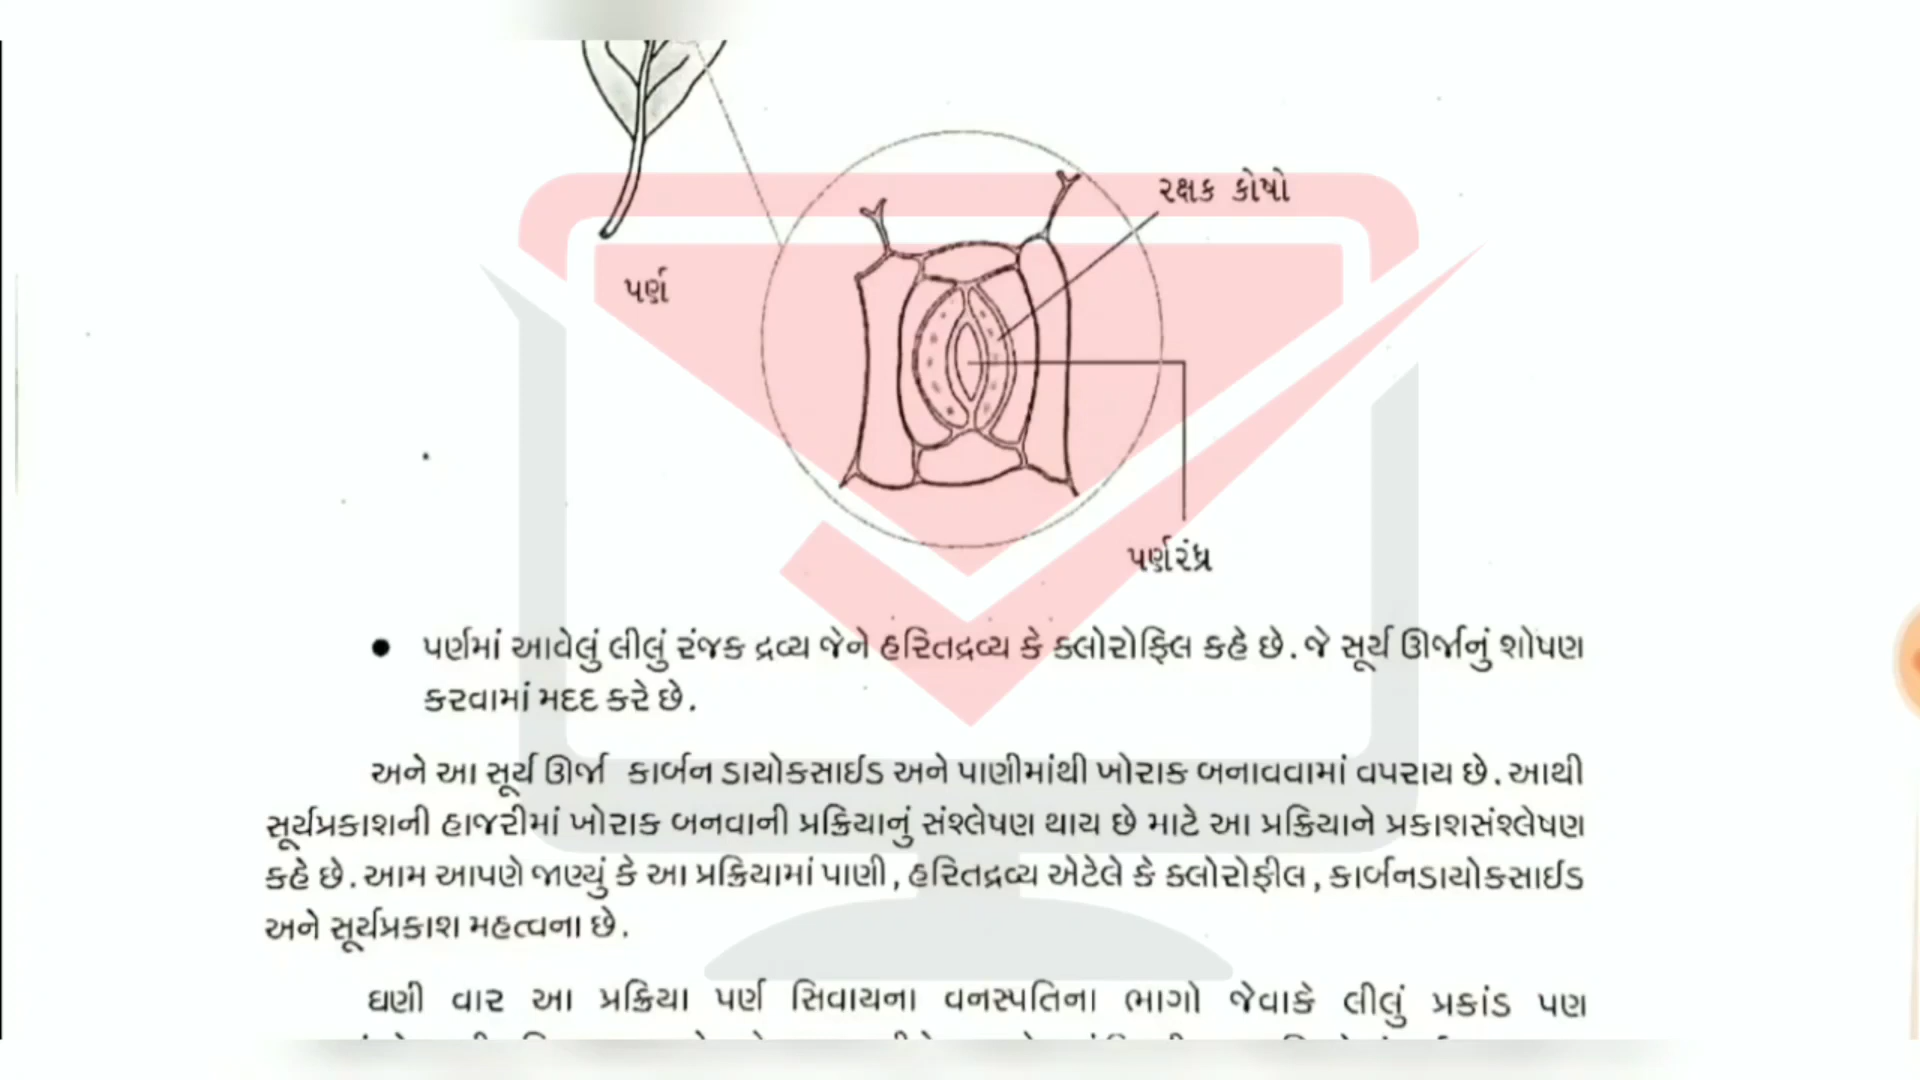 રક્ષક કોષો
પર્ણ
પર્ણરંધ્ર
● પર્ણમાં આવેલું લીલું રંજક દ્રવ્ય જેને હરિતદ્રવ્ય કે ક્લોરોફિલ કહે છે. જે સૂર્ય ઊર્જાનું શોષણ
કરવામાં મદદ કરે છે.
અને આ સૂર્ય ઊર્જા કાર્બન ડાયોક્સાઈડ અને પાણીમાંથી ખોરાક બનાવવામાં વપરાય છે. આથી
સૂર્યપ્રકાશની હાજરીમાં ખોરાક બનવાની પ્રક્રિયાનું સંશ્લેષણ થાય છે માટે આ પ્રક્રિયાને પ્રકાશસંશ્લેષણ
કહે છે. આમ આપણે જાણ્યું કે આ પ્રક્રિયામાં પાણી, હરિતદ્રવ્ય એટેલે કે ક્લોરોફીલ, કાર્બનડાયોક્સાઈડ
અને સૂર્યપ્રકાશ મહત્વના છે.
ઘણી વાર આ પ્રક્રિયા પર્ણ સિવાયના વનસ્પતિના ભાગો જેવાકે લીલું પ્રકાંડ પણ